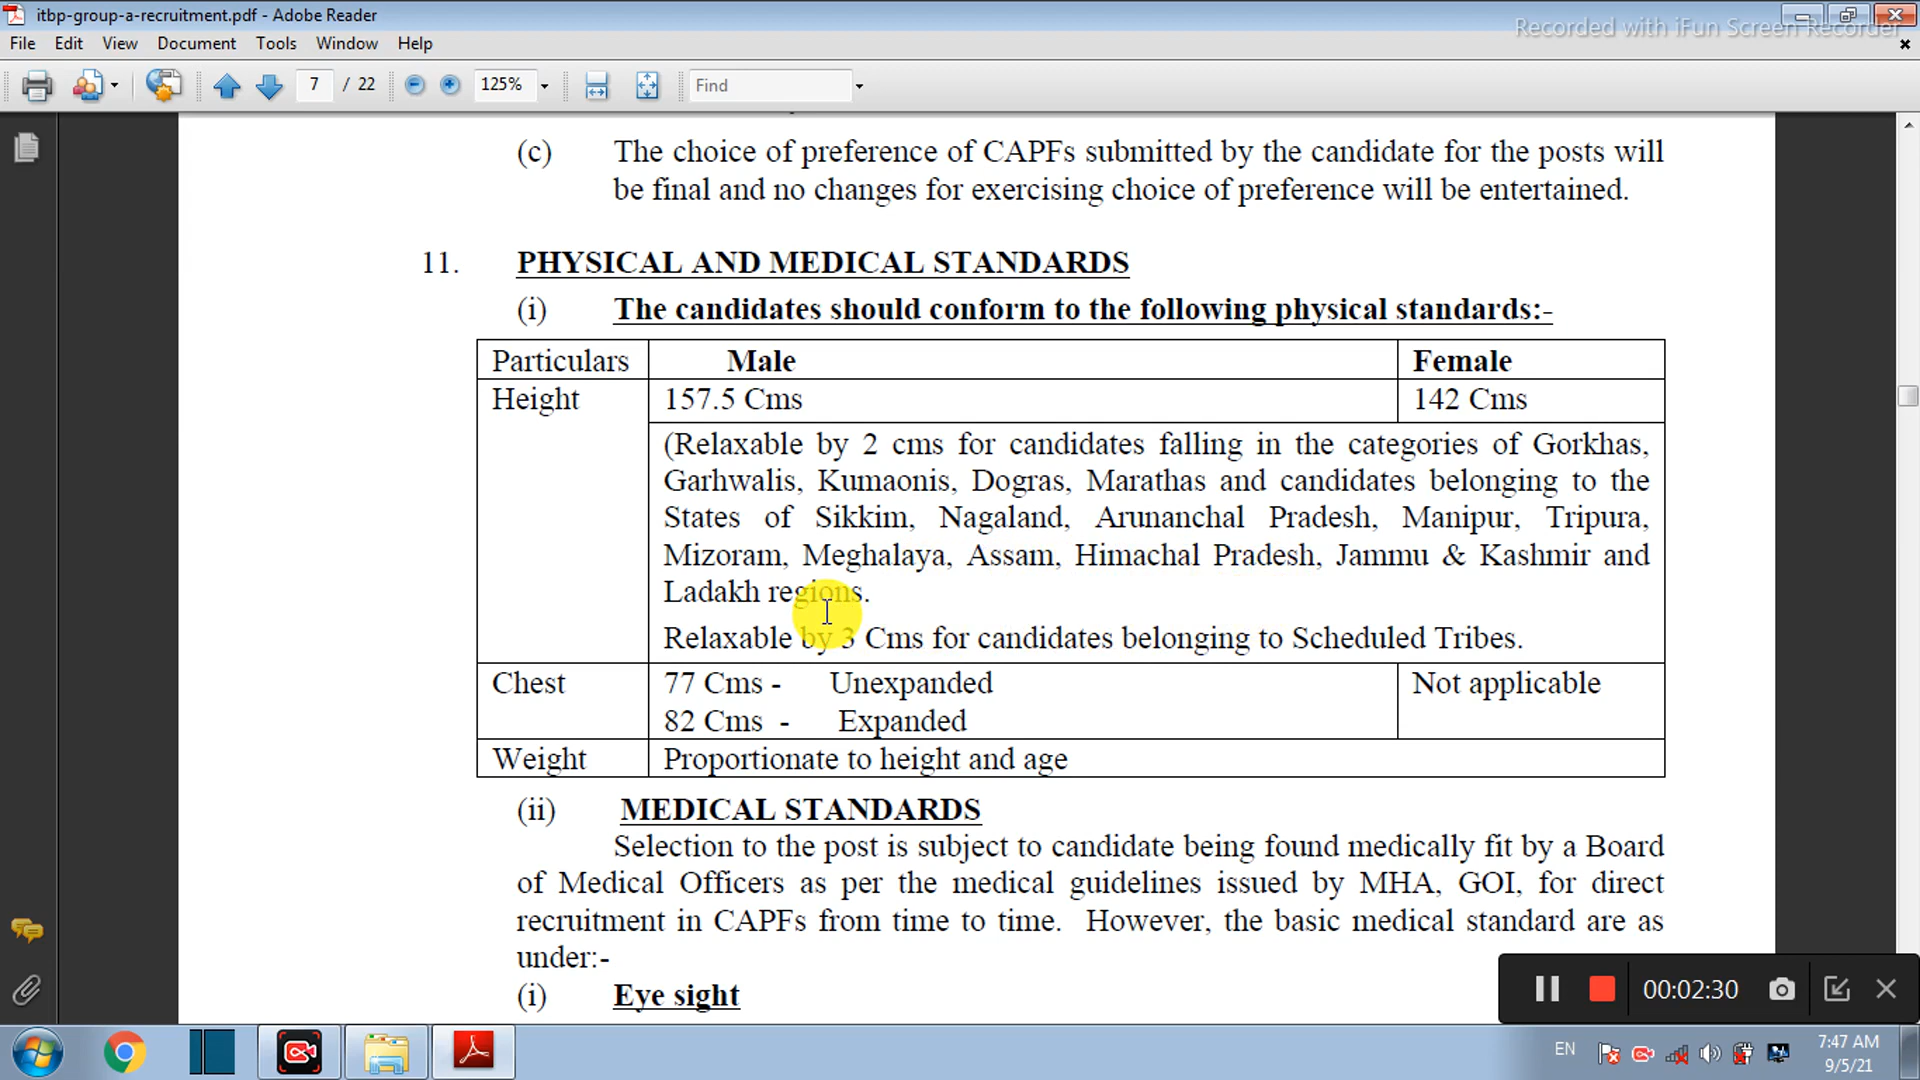 itbp-group-a-recruitment.pdf - Adobe Reader
Recorded with iFun Screen Recorder
File Edit View Document Tools Window Help
7 / 22 125% Find
(c) The choice of preference of CAPFs submitted by the candidate for the posts will
be final and no changes for exercising choice of preference will be entertained.
11. PHYSICAL AND MEDICAL STANDARDS
(i) The candidates should conform to the following physical standards:-
Particulars Male Female
Height 157.5 Cms 142 Cms
(Relaxable by 2 cms for candidates falling in the categories of Gorkhas,
Garhwalis, Kumaonis, Dogras, Marathas and candidates belonging to the
States of Sikkim, Nagaland, Arunanchal Pradesh, Manipur, Tripura,
Mizoram, Meghalaya, Assam, Himachal Pradesh, Jammu & Kashmir and
Ladakh regions.
Relaxable by 3 Cms for candidates belonging to Scheduled Tribes.
Chest 77 Cms - Unexpanded Not applicable
82 Cms - Expanded
Weight Proportionate to height and age
(ii) MEDICAL STANDARDS
Selection to the post is subject to candidate being found medically fit by a Board
of Medical Officers as per the medical guidelines issued by MHA, GOI, for direct
recruitment in CAPFs from time to time. However, the basic medical standard are as
under:-
(i) Eye sight
00:02:30
EN 7:47 AM
9/5/21